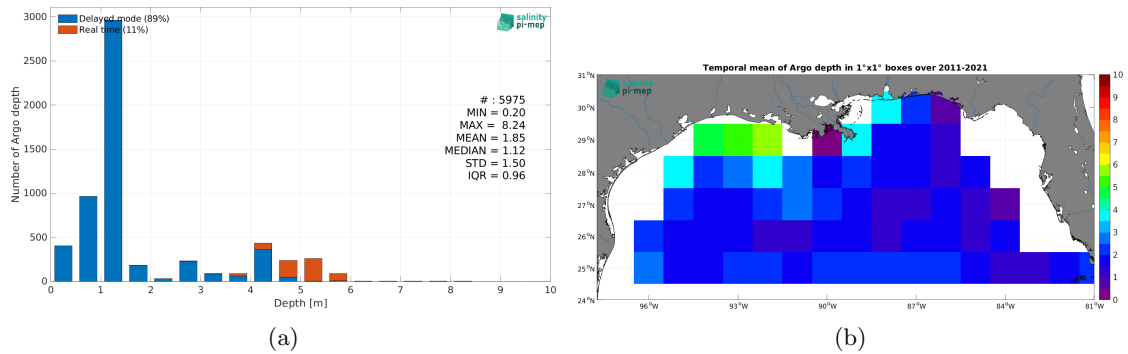 Delayed mode (89%)
Real time (11%)
salinity
pi-mep
3000
2500
2000
1500
1000
500
0
Number of Argo depth
# : 5975
MIN = 0.20
MAX = 8.24
MEAN = 1.85
MEDIAN = 1.12
STD = 1.50
IQR = 0.96
0 1 2 3 4 5 6 7 8 9 10
Depth [m]
(a)
Temporal mean of Argo depth in 1°x1° boxes over 2011-2021
salinity
pi-mep
31°N
30°N
29°N
28°N
27°N
26°N
25°N
24°N
96°W 93°W 90°W 87°W 84°W 81°W
10
9
8
7
6
5
4
3
2
1
0
(b)